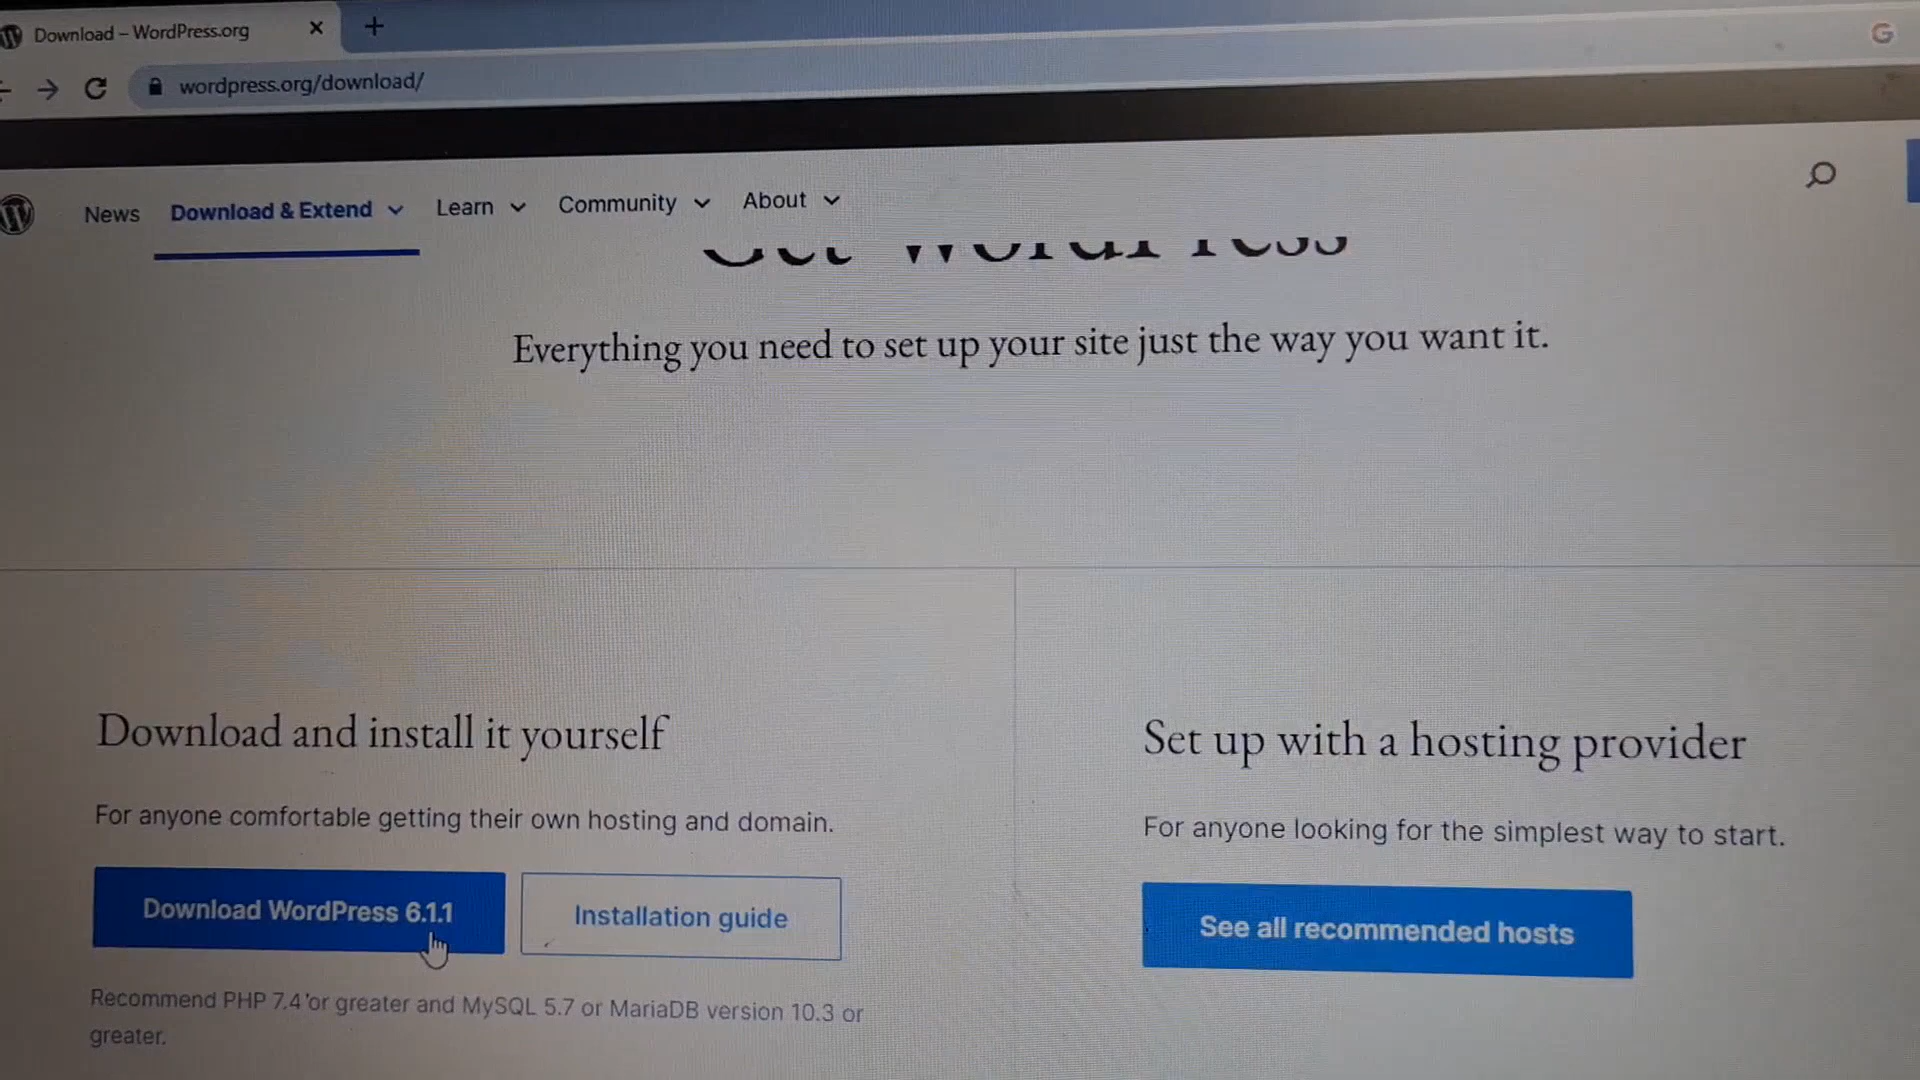 Download – WordPress.org
wordpress.org/download/
News Download & Extend Learn Community About
Get WordPress
Everything you need to set up your site just the way you want it.
Download and install it yourself
For anyone comfortable getting their own hosting and domain.
Download WordPress 6.1.1
Installation guide
Recommend PHP 7.4 or greater and MySQL 5.7 or MariaDB version 10.3 or
greater.
Set up with a hosting provider
For anyone looking for the simplest way to start.
See all recommended hosts